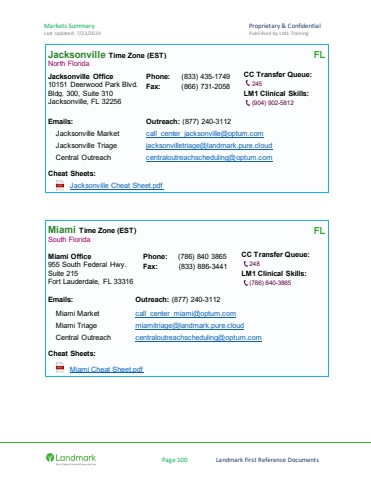 Markets Summary Proprietary & Confidential
Last Updated: 7/23/2024 Published by LM1 Training
Jacksonville Time Zone (EST) FL
North Florida
Jacksonville Office Phone: (833) 435-1749 CC Transfer Queue:
10151 Deerwood Park Blvd. Fax: (866) 731-2058 245
Bldg. 300, Suite 310 LM1 Clinical Skills:
Jacksonville, FL 32256 (904) 902-5812
Emails: Outreach: (877) 240-3112
Jacksonville Market call_center_jacksonville@optum.com
Jacksonville Triage jacksonvilletriage@landmark.pure.cloud
Central Outreach centraloutreachscheduling@optum.com
Cheat Sheets:
Jacksonville Cheat Sheet.pdf
Miami Time Zone (EST) FL
South Florida
Miami Office Phone: (786) 840 3865 CC Transfer Queue:
955 South Federal Hwy. Fax: (833) 886-3441 248
Suite 215 LM1 Clinical Skills:
Fort Lauderdale, FL 33316 (786) 840-3865
Emails: Outreach: (877) 240-3112
Miami Market call_center_miami@optum.com
Miami Triage miamitriage@landmark.pure.cloud
Central Outreach centraloutreachscheduling@optum.com
Cheat Sheets:
Miami Cheat Sheet.pdf
Landmark Page 100 Landmark First Reference Documents